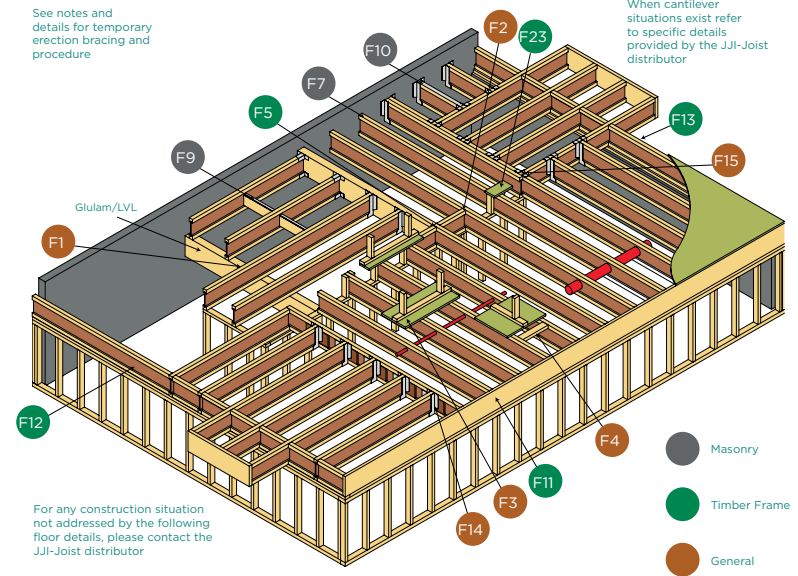 See notes and
details for temporary
erection bracing and
procedure
When cantilever
situations exist refer
to specific details
provided by the JJI-Joist
distributor
F2
F23
F10
F7
F5
F13
F15
F9
Glulam/LVL
F1
F12
F4
F11
F3
F14
Masonry
Timber Frame
General
For any construction situation
not addressed by the following
floor details, please contact the
JJI-Joist distributor